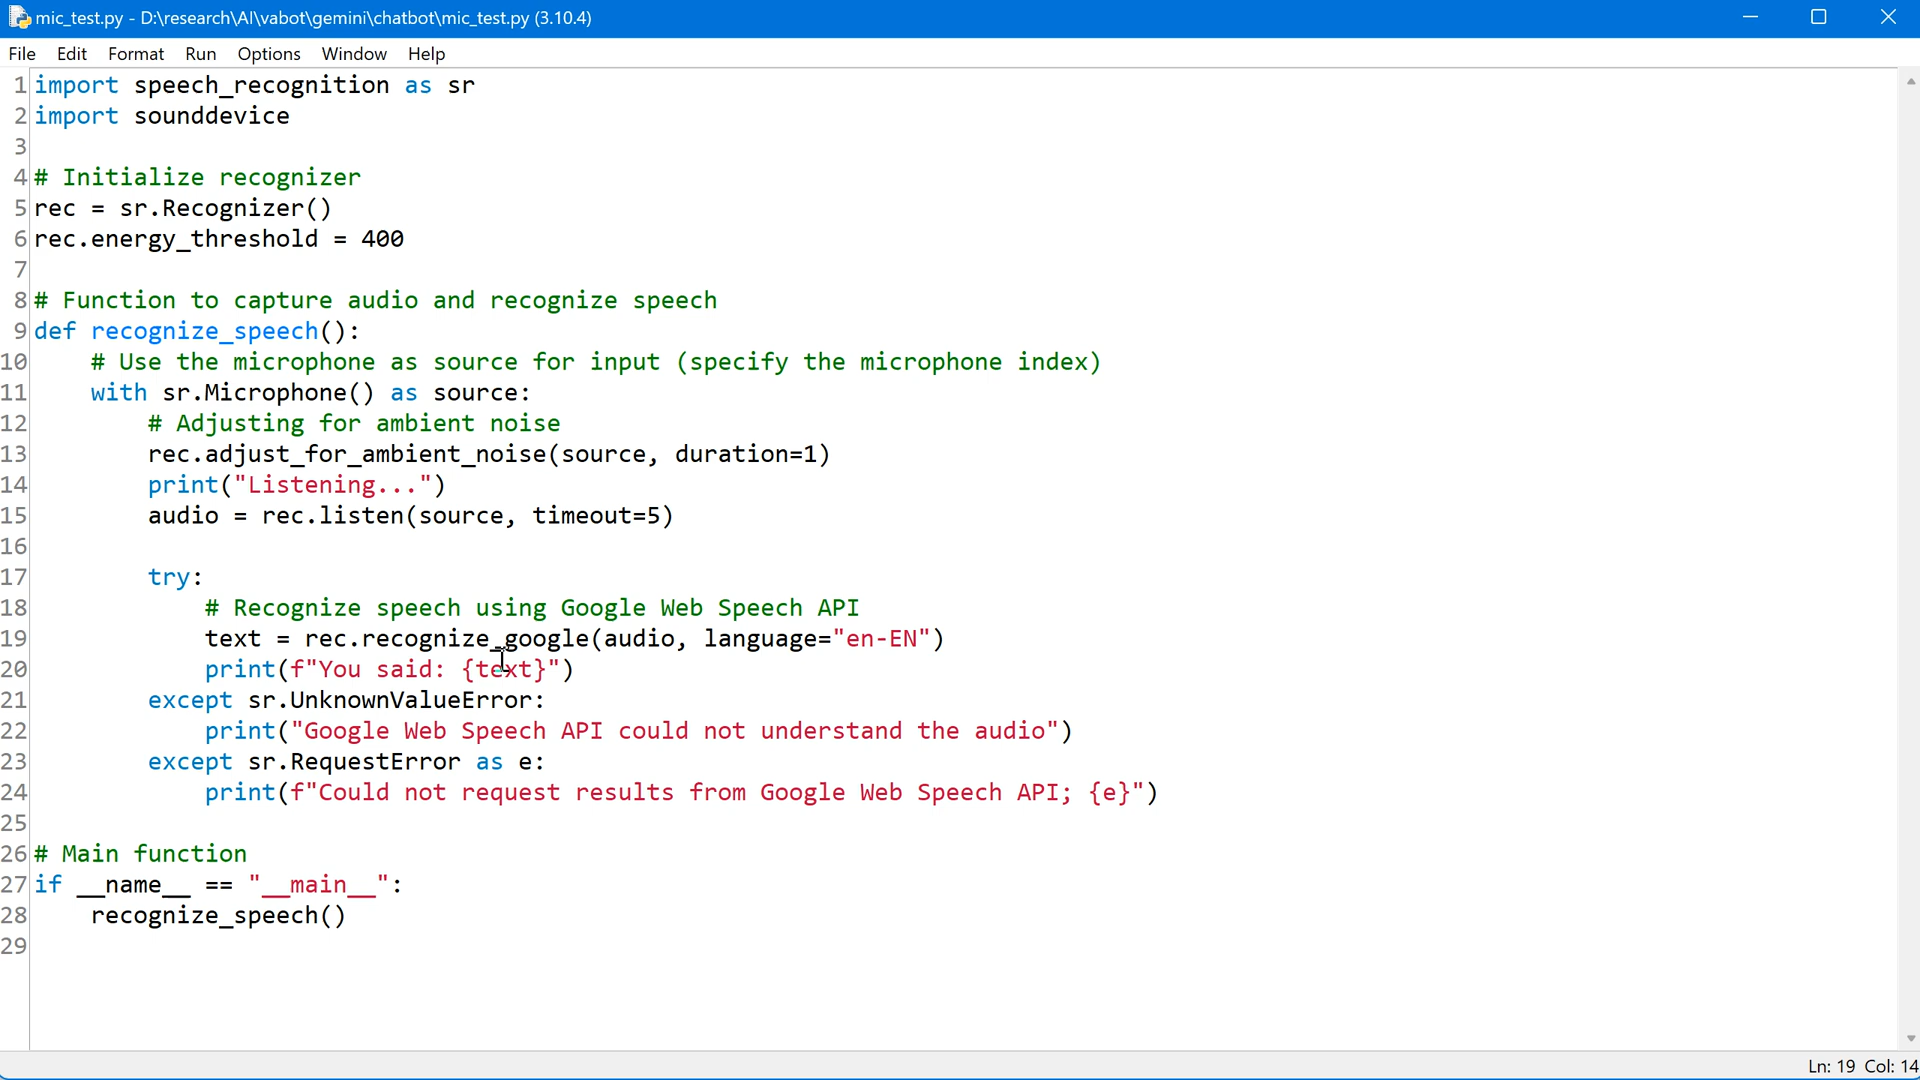 mic_test.py - D:\research\AI\vabot\gemini\chatbot\mic_test.py (3.10.4)
File Edit Format Run Options Window Help
1 import speech_recognition as sr
2 import sounddevice
3
4 # Initialize recognizer
5 rec = sr.Recognizer()
6 rec.energy_threshold = 400
7
8 # Function to capture audio and recognize speech
9 def recognize_speech():
10     # Use the microphone as source for input (specify the microphone index)
11     with sr.Microphone() as source:
12         # Adjusting for ambient noise
13         rec.adjust_for_ambient_noise(source, duration=1)
14         print("Listening...")
15         audio = rec.listen(source, timeout=5)
16
17         try:
18             # Recognize speech using Google Web Speech API
19             text = rec.recognize_google(audio, language="en-EN")
20             print(f"You said: {text}")
21         except sr.UnknownValueError:
22             print("Google Web Speech API could not understand the audio")
23         except sr.RequestError as e:
24             print(f"Could not request results from Google Web Speech API; {e}")
25
26 # Main function
27 if __name__ == "__main__":
28     recognize_speech()
29
Ln: 19 Col: 14